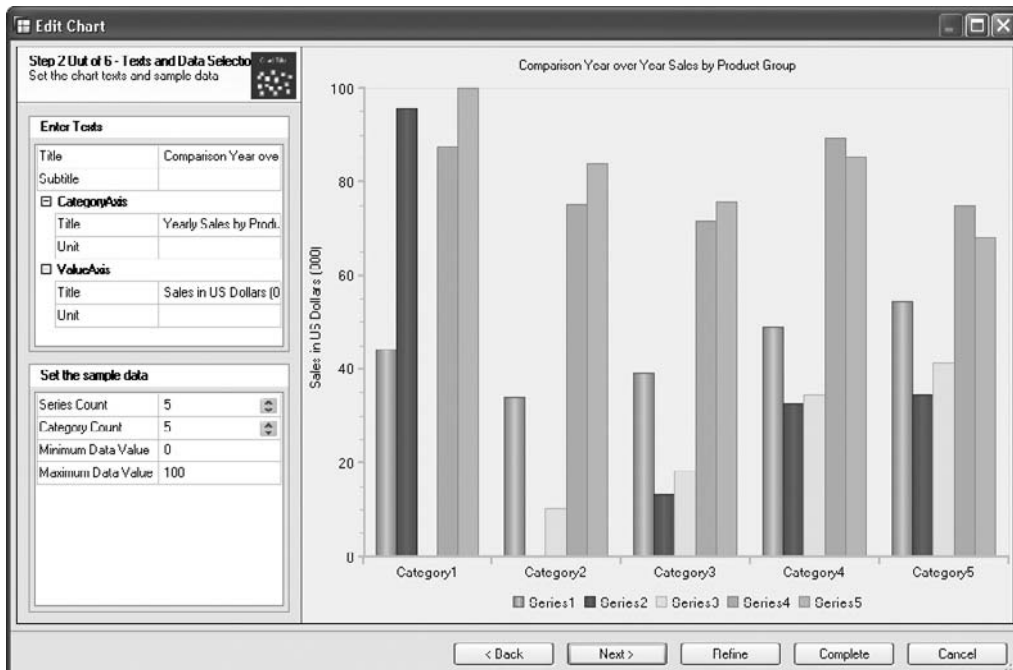 Edit Chart
Step 2 Out of 6 - Texts and Data Selectio
Set the chart texts and sample data
Enter Texts
Title Comparison Year ove
Subtitle
CategoryAxis
Title Yearly Sales by Produ
Unit
ValueAxis
Title Sales in US Dollars (0
Unit
Set the sample data
Series Count 5
Category Count 5
Minimum Data Value 0
Maximum Data Value 100
Comparison Year over Year Sales by Product Group
Sales in US Dollars (000)
100
80
60
40
20
0
Category1 Category2 Category3 Category4 Category5
Series1 Series2 Series3 Series4 Series5
< Back Next > Refine Complete Cancel